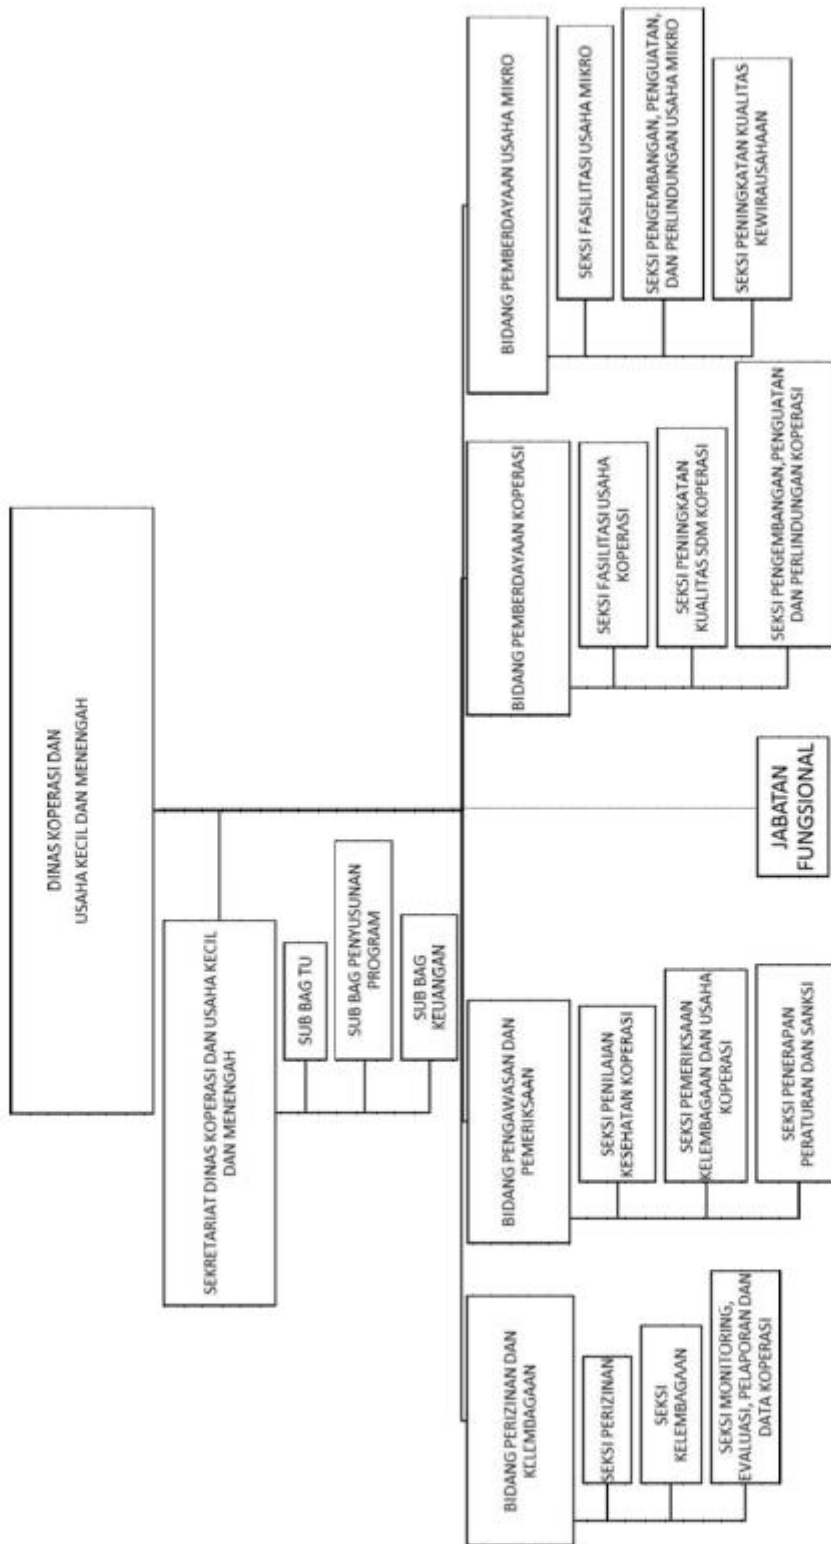 DINAS KOPERASI DAN
USAHA KECIL DAN MENENGAH
SEKRETARIAT DINAS KOPERASI DAN USAHA KECIL
DAN MENENGAH
SUB BAG TU
SUB BAG PENYUSUNAN
PROGRAM
SUB BAG
KEUANGAN
BIDANG PERIZINAN DAN
KELEMBAGAAN
SEKSI PERIZINAN
SEKSI
KELEMBAGAAN
SEKSI MONITORING,
EVALUASI, PELAPORAN DAN
DATA KOPERASI
BIDANG PENGAWASAN DAN
PEMERIKSAAN
SEKSI PENILAIAN
KESEHATAN KOPERASI
SEKSI PEMERIKSAAN
KELEMBAGAAN DAN USAHA
KOPERASI
SEKSI PENERAPAN
PERATURAN DAN SANKSI
JABATAN
FUNGSIONAL
BIDANG PEMBERDAYAAN KOPERASI
SEKSI FASILITASI USAHA
KOPERASI
SEKSI PENINGKATAN
KUALITAS SDM KOPERASI
SEKSI PENGEMBANGAN,PENGUATAN
DAN PERLINDUNGAN KOPERASI
BIDANG PEMBERDAYAAN USAHA MIKRO
SEKSI FASILITASI USAHA MIKRO
SEKSI PENGEMBANGAN, PENGUATAN,
DAN PERLINDUNGAN USAHA MIKRO
SEKSI PENINGKATAN KUALITAS
KEWIRAUSAHAAN